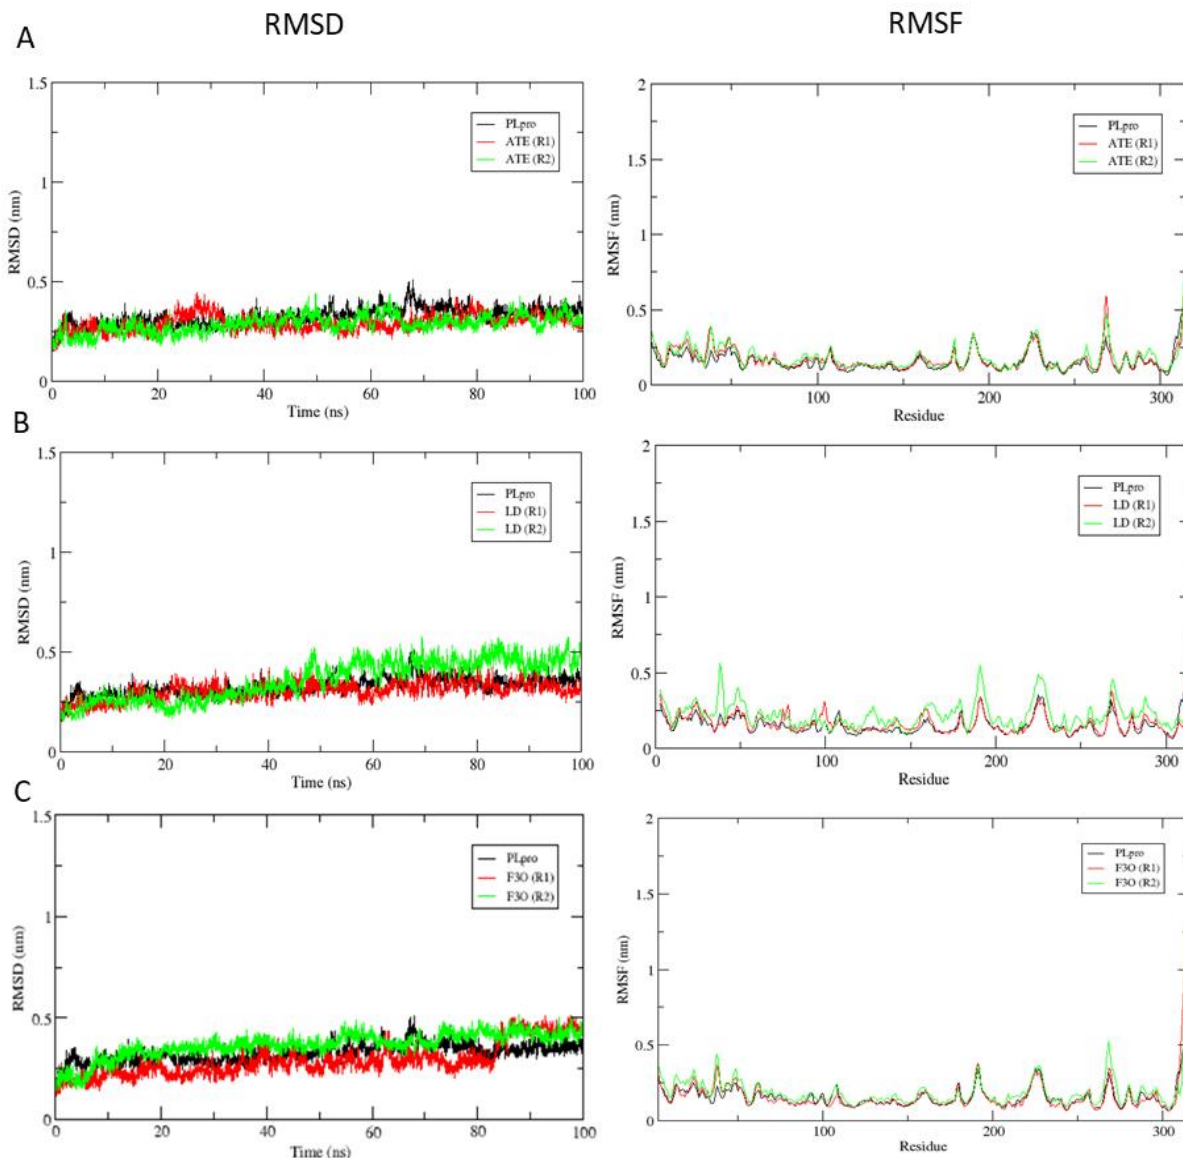 RMSD
RMSF
A
1.5
1
0.5
0
RMSD (nm)
PLpro
ATE (R1)
ATE (R2)
0
20
40
60
80
100
Time (ns)
2
1.5
1
0.5
0
RMSF (nm)
PLpro
ATE (R1)
ATE (R2)
100
200
300
Residue
B
1.5
1
0.5
0
RMSD (nm)
PLpro
LD (R1)
LD (R2)
0
20
40
60
80
100
Time (ns)
2
1.5
1
0.5
0
RMSF (nm)
PLpro
LD (R1)
LD (R2)
100
200
300
Residue
C
1.5
1
0.5
0
RMSD (nm)
PLpro
F3O (R1)
F3O (R2)
0
20
40
60
80
100
Time (ns)
2
1.5
1
0.5
0
RMSF (nm)
PLpro
F3O (R1)
F3O (R2)
100
200
300
Residue